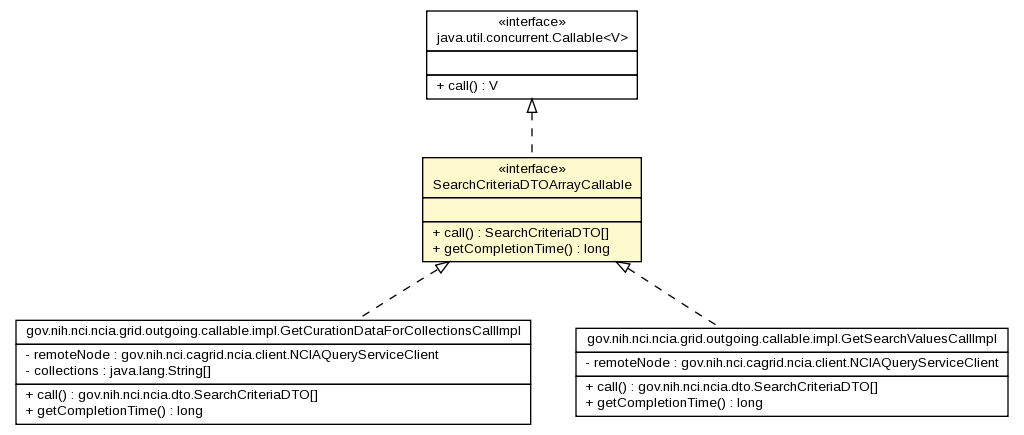 «interface»
java.util.concurrent.Callable<V>
+ call() : V
«interface»
SearchCriteriaDTOArrayCallable
+ call() : SearchCriteriaDTO[]
+ getCompletionTime() : long
gov.nih.nci.ncia.grid.outgoing.callable.impl.GetCurationDataForCollectionsCallImpl
- remoteNode : gov.nih.nci.cagrid.ncia.client.NCIAQueryServiceClient
- collections : java.lang.String[]
+ call() : gov.nih.nci.ncia.dto.SearchCriteriaDTO[]
+ getCompletionTime() : long
gov.nih.nci.ncia.grid.outgoing.callable.impl.GetSearchValuesCallImpl
- remoteNode : gov.nih.nci.cagrid.ncia.client.NCIAQueryServiceClient
+ call() : gov.nih.nci.ncia.dto.SearchCriteriaDTO[]
+ getCompletionTime() : long